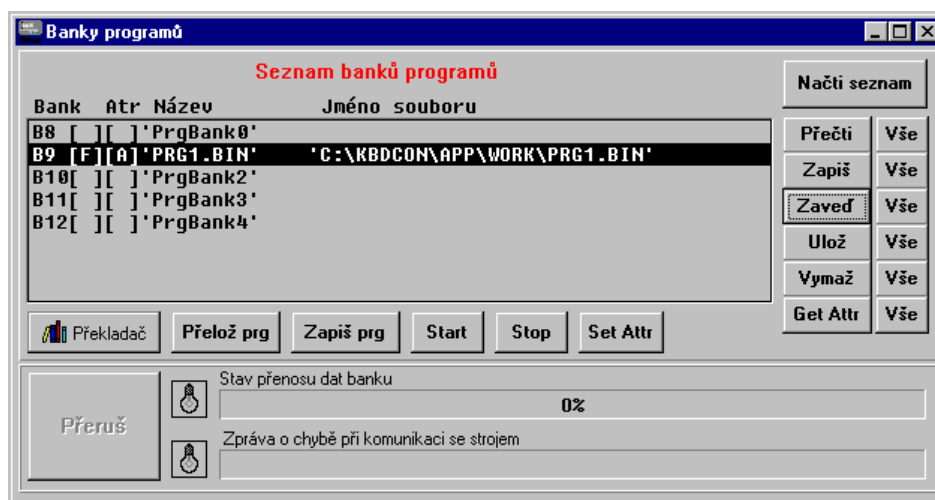 Banky programů
Seznam banků programů
Načti seznam
Bank Atr Název Jméno souboru
B8 [ ][ ]'PrgBank0'
B9 [F][A]'PRG1.BIN' 'C:\KBDCON\APP\WORK\PRG1.BIN'
B10[ ][ ]'PrgBank2'
B11[ ][ ]'PrgBank3'
B12[ ][ ]'PrgBank4'
Přečti Vše
Zapiš Vše
Zaveď Vše
Ulož Vše
Vymaž Vše
Get Attr Vše
Překladač Přelož prg Zapiš prg Start Stop Set Attr
Přeruš
Stav přenosu dat banku
0%
Zpráva o chybě při komunikaci se strojem